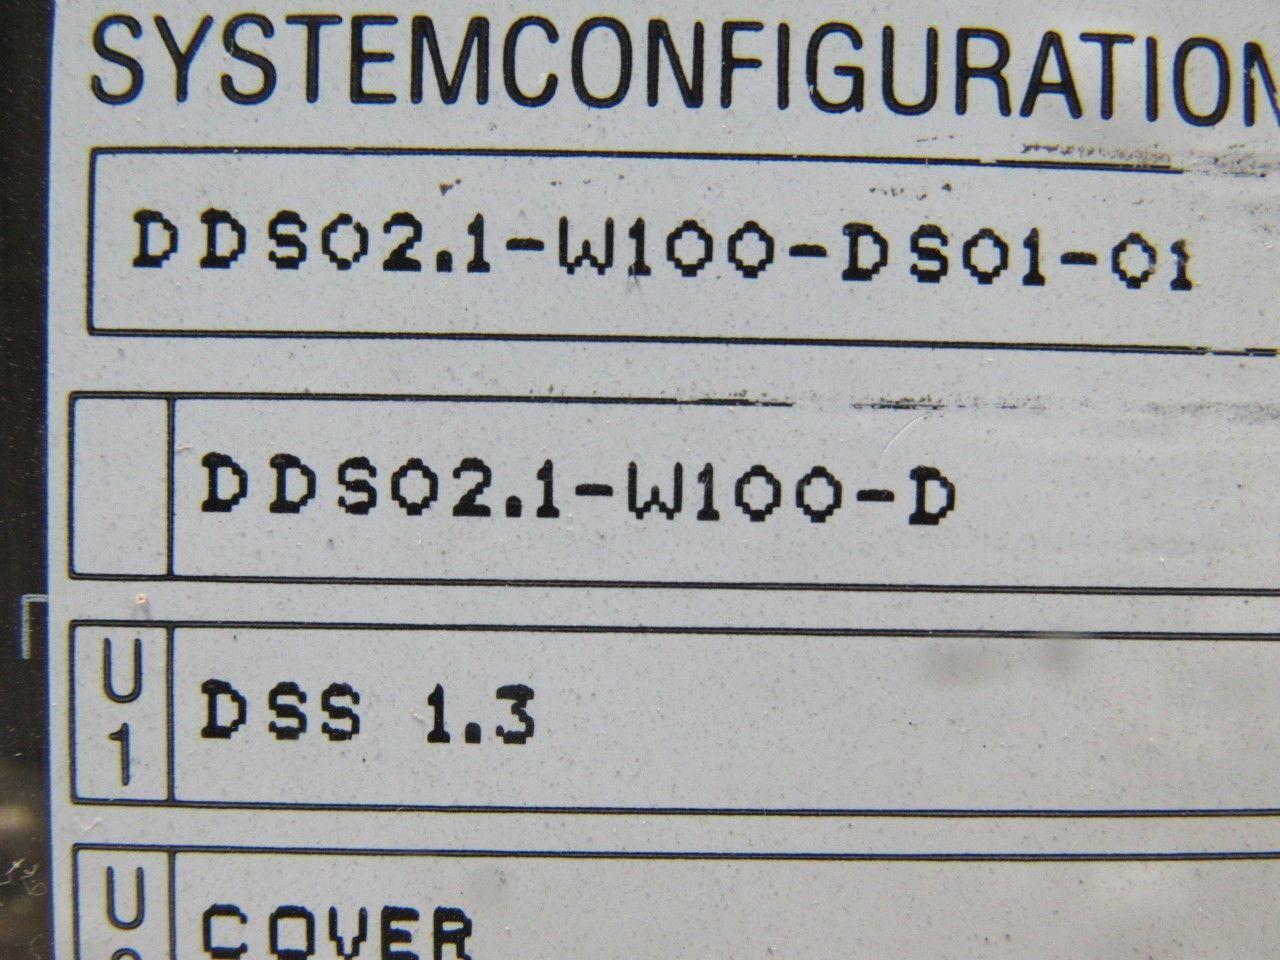 SYSTEMCONFIGURATION
DDS02.1-W100-DS01-01
DDS02.1-W100-D
U1 DSS 1.3
U COVER